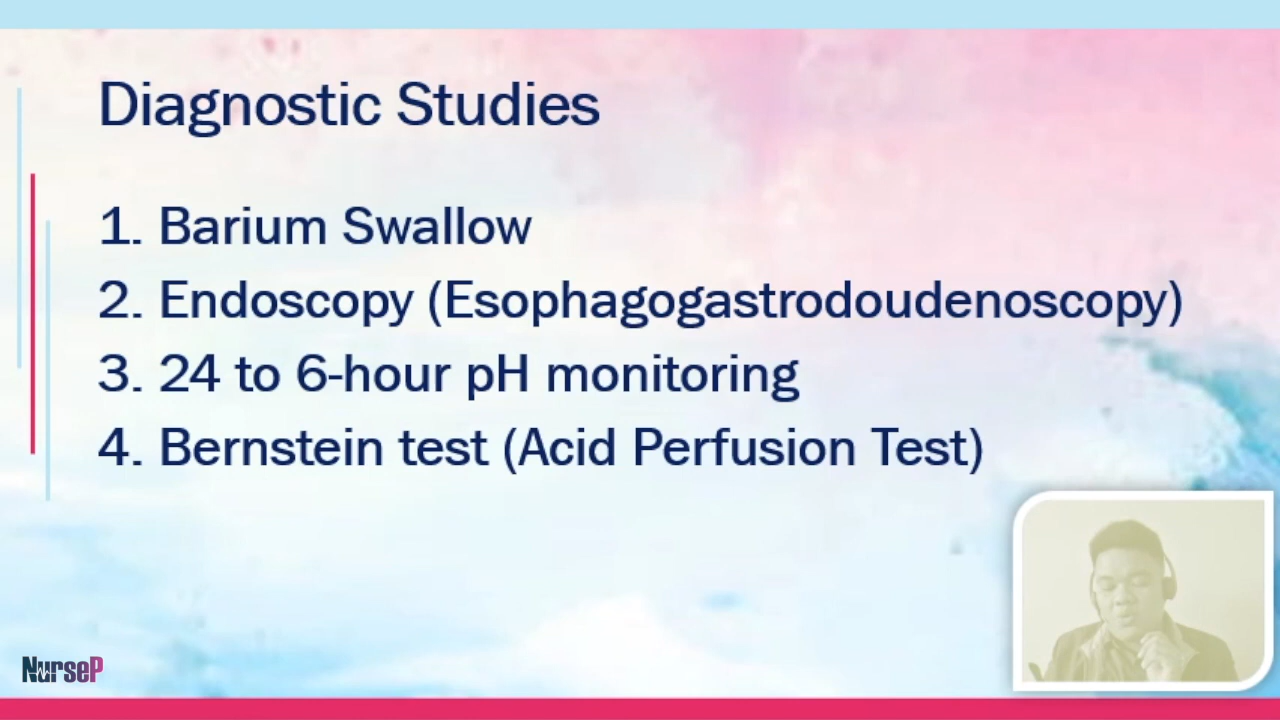 Diagnostic Studies
1. Barium Swallow
2. Endoscopy (Esophagogastrodoudenoscopy)
3. 24 to 6-hour pH monitoring
4. Bernstein test (Acid Perfusion Test)
NurseP